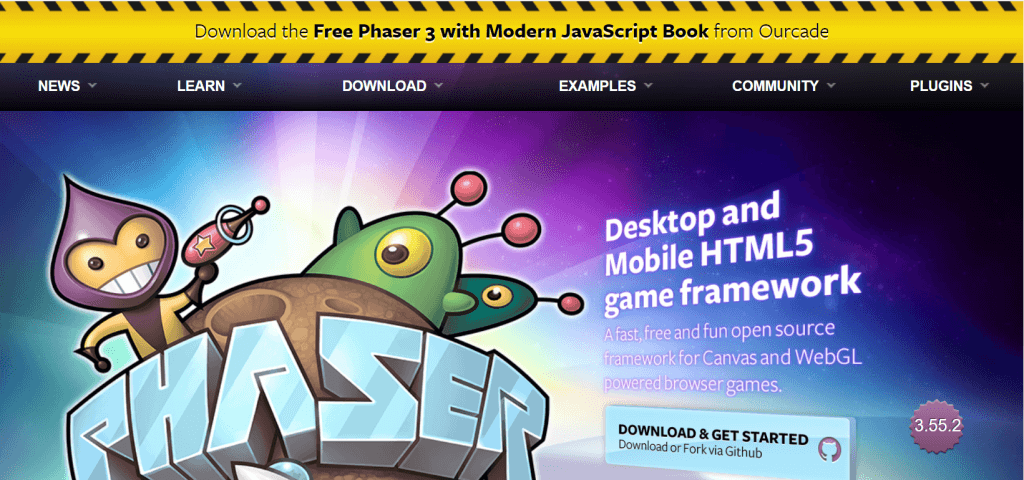 Download the Free Phaser 3 with Modern JavaScript Book from Ourcade
NEWS LEARN DOWNLOAD EXAMPLES COMMUNITY PLUGINS
PHASER
Desktop and
Mobile HTML5
game framework
A fast, free and fun open source
framework for Canvas and WebGL
powered browser games.
DOWNLOAD & GET STARTED
Download or Fork via Github
3.55.2